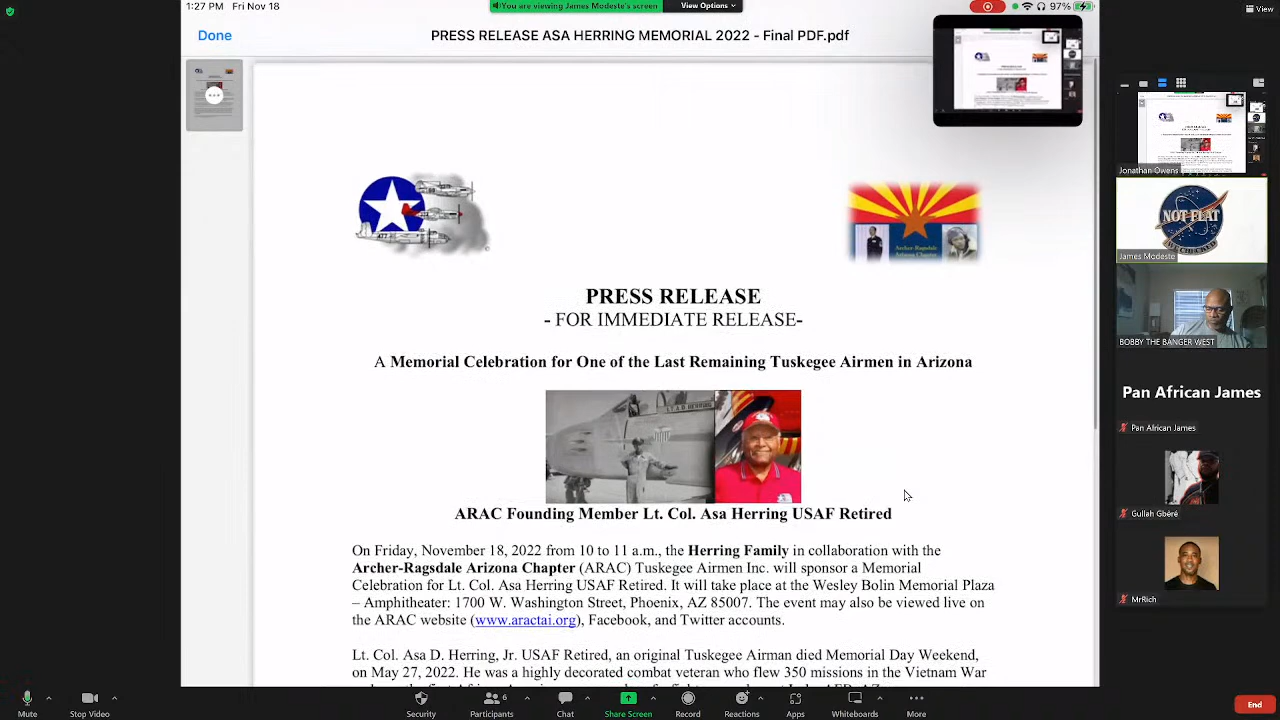 1:27 PM Fri Nov 18
You are viewing James Modeste's screen
View Options
97%
View
Done
PRESS RELEASE ASA HERRING MEMORIAL 2022 - Final PDF.pdf
Archer-Ragsdale
Arizona Chapter
PRESS RELEASE
- FOR IMMEDIATE RELEASE-
A Memorial Celebration for One of the Last Remaining Tuskegee Airmen in Arizona
ARAC Founding Member Lt. Col. Asa Herring USAF Retired
On Friday, November 18, 2022 from 10 to 11 a.m., the Herring Family in collaboration with the
Archer-Ragsdale Arizona Chapter (ARAC) Tuskegee Airmen Inc. will sponsor a Memorial
Celebration for Lt. Col. Asa Herring USAF Retired. It will take place at the Wesley Bolin Memorial Plaza
– Amphitheater: 1700 W. Washington Street, Phoenix, AZ 85007. The event may also be viewed live on
the ARAC website (www.aractai.org), Facebook, and Twitter accounts.
Lt. Col. Asa D. Herring, Jr. USAF Retired, an original Tuskegee Airman died Memorial Day Weekend,
on May 27, 2022. He was a highly decorated combat veteran who flew 350 missions in the Vietnam War
Jonathan Owens
NOT FLAT
James Modeste
BOBBY THE BANGER WEST
Pan African James
Pan African James
Gullah Gbéré
MrRich
Mute
Stop Video
Security
Participants
6
Chat
Share Screen
Record
Reactions
Apps
Whiteboards
More
End